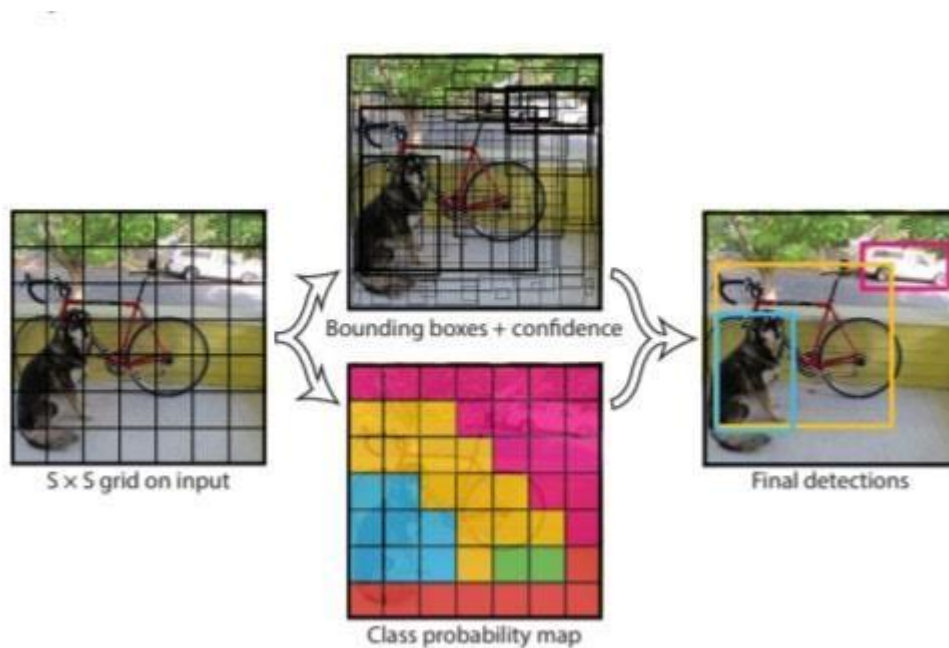 Bounding boxes + confidence
S × S grid on input
Final detections
Class probability map